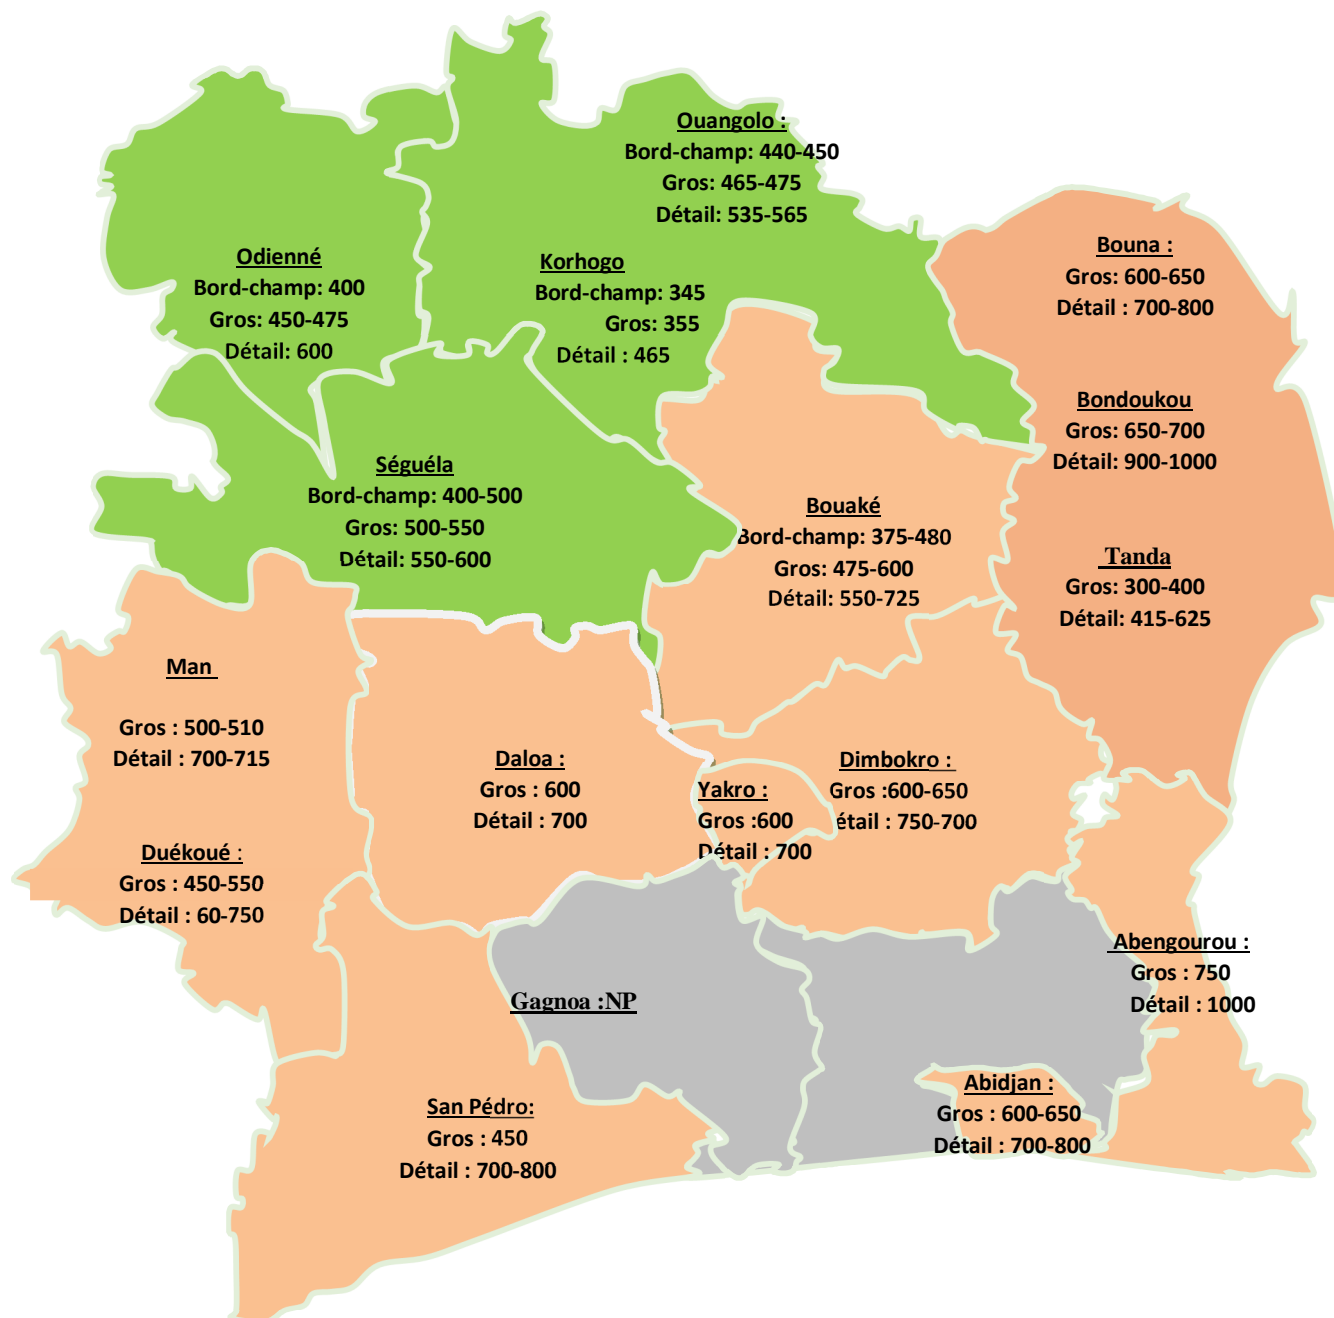 Ouangolo :
Bord-champ: 440-450
Gros: 465-475
Détail: 535-565
Odienné
Bord-champ: 400
Gros: 450-475
Détail: 600
Korhogo
Bord-champ: 345
Gros: 355
Détail : 465
Bouna :
Gros: 600-650
Détail : 700-800
Bondoukou
Gros: 650-700
Détail: 900-1000
Séguéla
Bord-champ: 400-500
Gros: 500-550
Détail: 550-600
Bouaké
Bord-champ: 375-480
Gros: 475-600
Détail: 550-725
Tanda
Gros: 300-400
Détail: 415-625
Man
Gros : 500-510
Détail : 700-715
Daloa :
Gros : 600
Détail : 700
Yakro :
Gros :600
Détail : 700
Dimbokro :
Gros :600-650
étail : 750-700
Duékoué :
Gros : 450-550
Détail : 60-750
Abengourou :
Gros : 750
Détail : 1000
Gagnoa :NP
San Pédro:
Gros : 450
Détail : 700-800
Abidjan :
Gros : 600-650
Détail : 700-800